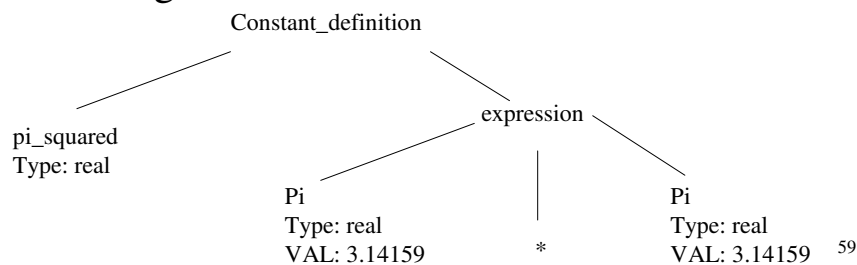 Constant_definition
expression
pi_squared
Type: real
Pi
Type: real
VAL: 3.14159
*
Pi
Type: real
VAL: 3.14159
59